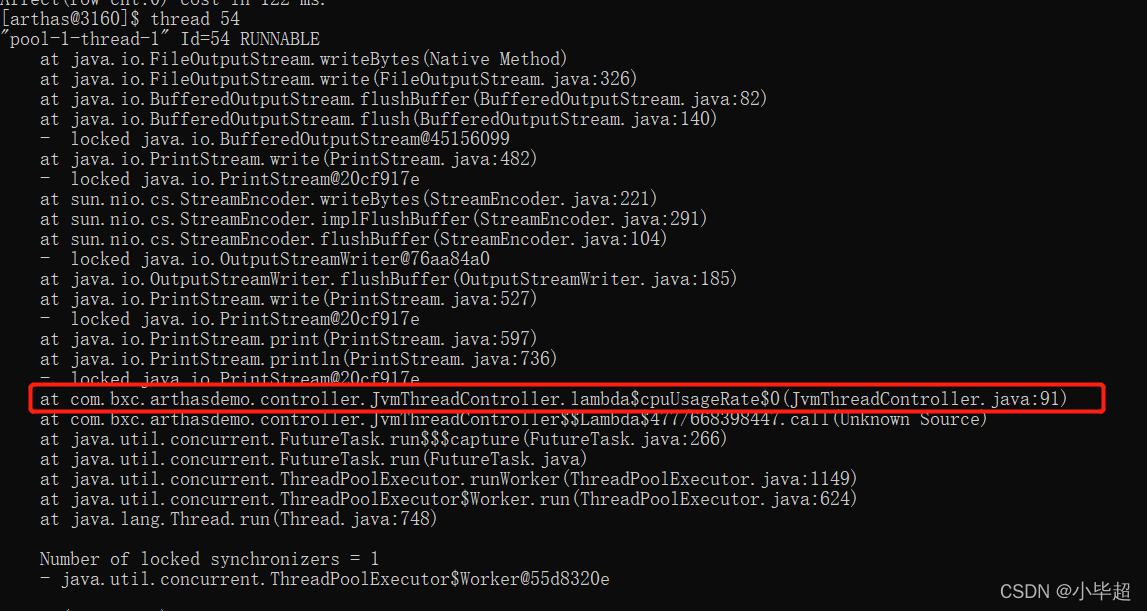 Affect(row cnt:0) cost in 122 ms.
[arthas@3160]$ thread 54
"pool-1-thread-1" Id=54 RUNNABLE
at java.io.FileOutputStream.writeBytes(Native Method)
at java.io.FileOutputStream.write(FileOutputStream.java:326)
at java.io.BufferedOutputStream.flushBuffer(BufferedOutputStream.java:82)
at java.io.BufferedOutputStream.flush(BufferedOutputStream.java:140)
- locked java.io.BufferedOutputStream@45156099
at java.io.PrintStream.write(PrintStream.java:482)
- locked java.io.PrintStream@20cf917e
at sun.nio.cs.StreamEncoder.writeBytes(StreamEncoder.java:221)
at sun.nio.cs.StreamEncoder.implFlushBuffer(StreamEncoder.java:291)
at sun.nio.cs.StreamEncoder.flushBuffer(StreamEncoder.java:104)
- locked java.io.OutputStreamWriter@76aa84a0
at java.io.OutputStreamWriter.flushBuffer(OutputStreamWriter.java:185)
at java.io.PrintStream.write(PrintStream.java:527)
- locked java.io.PrintStream@20cf917e
at java.io.PrintStream.print(PrintStream.java:597)
at java.io.PrintStream.println(PrintStream.java:736)
- locked java.io.PrintStream@20cf917e
at com.bxc.arthasdemo.controller.JvmThreadController.lambda$cpuUsageRate$0(JvmThreadController.java:91)
at com.bxc.arthasdemo.controller.JvmThreadController$$Lambda$477/668398447.call(Unknown Source)
at java.util.concurrent.FutureTask.run$$$capture(FutureTask.java:266)
at java.util.concurrent.FutureTask.run(FutureTask.java)
at java.util.concurrent.ThreadPoolExecutor.runWorker(ThreadPoolExecutor.java:1149)
at java.util.concurrent.ThreadPoolExecutor$Worker.run(ThreadPoolExecutor.java:624)
at java.lang.Thread.run(Thread.java:748)
Number of locked synchronizers = 1
- java.util.concurrent.ThreadPoolExecutor$Worker@55d8320e
CSDN @小毕超